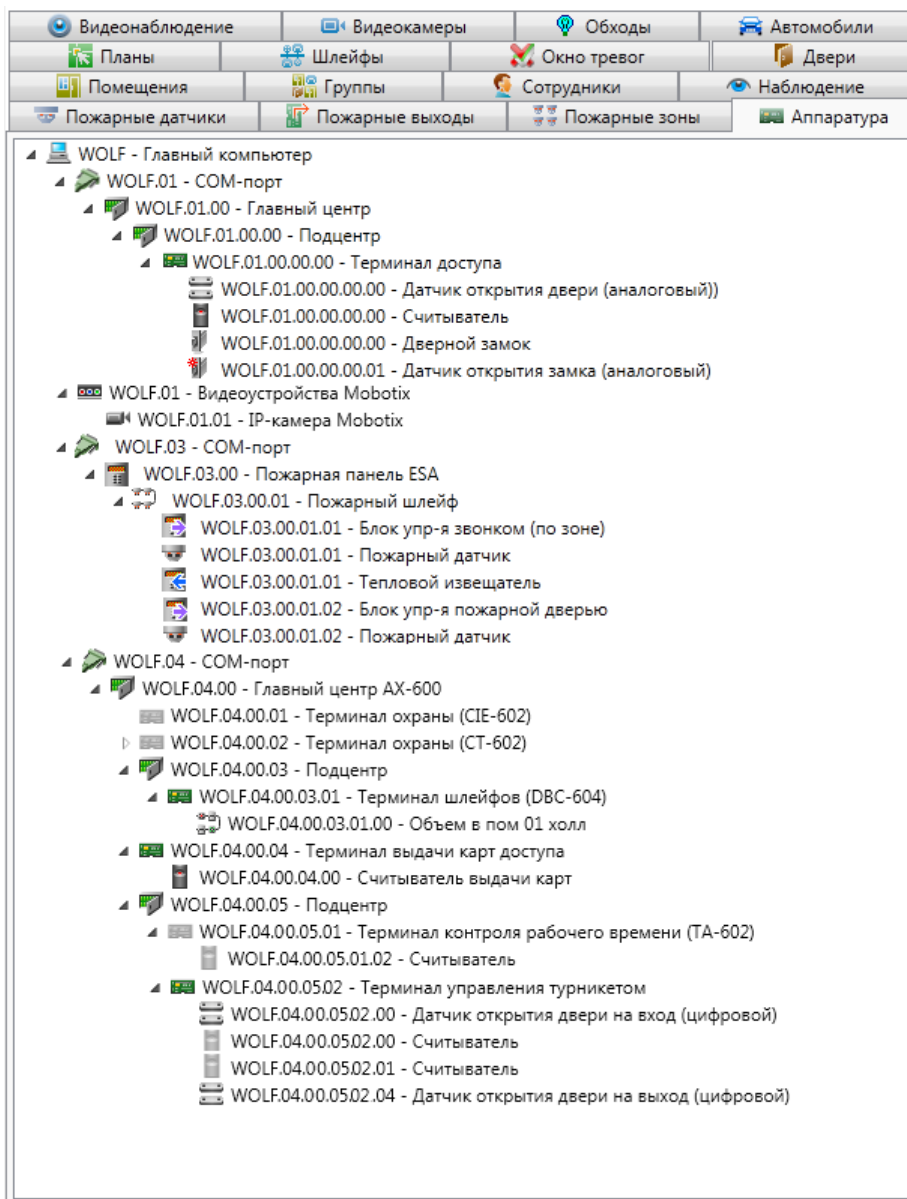 Видеонаблюдение Видеокамеры Обходы Автомобили
Планы Шлейфы Окно тревог Двери
Помещения Группы Сотрудники Наблюдение
Пожарные датчики Пожарные выходы Пожарные зоны Аппаратура
WOLF - Главный компьютер
WOLF.01 - COM-порт
WOLF.01.00 - Главный центр
WOLF.01.00.00 - Подцентр
WOLF.01.00.00.00 - Терминал доступа
WOLF.01.00.00.00.00 - Датчик открытия двери (аналоговый))
WOLF.01.00.00.00.00 - Считыватель
WOLF.01.00.00.00.00 - Дверной замок
WOLF.01.00.00.00.01 - Датчик открытия замка (аналоговый)
WOLF.01 - Видеоустройства Mobotix
WOLF.01.01 - IP-камера Mobotix
WOLF.03 - COM-порт
WOLF.03.00 - Пожарная панель ESA
WOLF.03.00.01 - Пожарный шлейф
WOLF.03.00.01.01 - Блок упр-я звонком (по зоне)
WOLF.03.00.01.01 - Пожарный датчик
WOLF.03.00.01.01 - Тепловой извещатель
WOLF.03.00.01.02 - Блок упр-я пожарной дверью
WOLF.03.00.01.02 - Пожарный датчик
WOLF.04 - COM-порт
WOLF.04.00 - Главный центр AX-600
WOLF.04.00.01 - Терминал охраны (CIE-602)
WOLF.04.00.02 - Терминал охраны (CT-602)
WOLF.04.00.03 - Подцентр
WOLF.04.00.03.01 - Терминал шлейфов (DBC-604)
WOLF.04.00.03.01.00 - Объем в пом 01 холл
WOLF.04.00.04 - Терминал выдачи карт доступа
WOLF.04.00.04.00 - Считыватель выдачи карт
WOLF.04.00.05 - Подцентр
WOLF.04.00.05.01 - Терминал контроля рабочего времени (TA-602)
WOLF.04.00.05.01.02 - Считыватель
WOLF.04.00.05.02 - Терминал управления турникетом
WOLF.04.00.05.02.00 - Датчик открытия двери на вход (цифровой)
WOLF.04.00.05.02.00 - Считыватель
WOLF.04.00.05.02.01 - Считыватель
WOLF.04.00.05.02.04 - Датчик открытия двери на выход (цифровой)